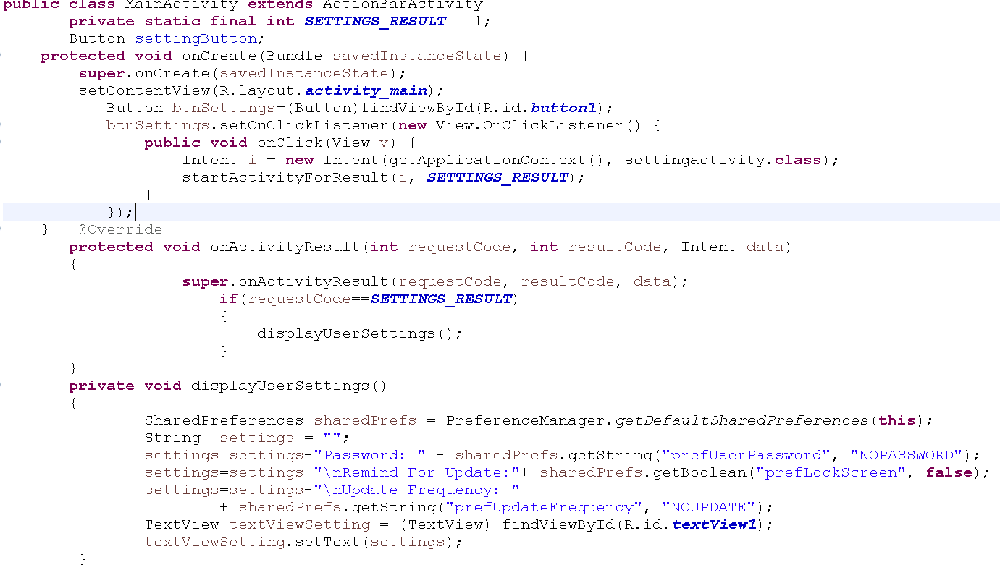 public class MainActivity extends ActionBarActivity {
private static final int SETTINGS_RESULT = 1;
Button settingButton;
protected void onCreate(Bundle savedInstanceState) {
super.onCreate(savedInstanceState);
setContentView(R.layout.activity_main);
Button btnSettings=(Button)findViewById(R.id.button1);
btnSettings.setOnClickListener(new View.OnClickListener() {
public void onClick(View v) {
Intent i = new Intent(getApplicationContext(), settingactivity.class);
startActivityForResult(i, SETTINGS_RESULT);
}
});
} @Override
protected void onActivityResult(int requestCode, int resultCode, Intent data)
{
super.onActivityResult(requestCode, resultCode, data);
if(requestCode==SETTINGS_RESULT)
{
displayUserSettings();
}
}
private void displayUserSettings()
{
SharedPreferences sharedPrefs = PreferenceManager.getDefaultSharedPreferences(this);
String  settings = "";
settings=settings+"Password: " + sharedPrefs.getString("prefUserPassword", "NOPASSWORD");
settings=settings+"\nRemind For Update:"+ sharedPrefs.getBoolean("prefLockScreen", false);
settings=settings+"\nUpdate Frequency: "
+ sharedPrefs.getString("prefUpdateFrequency", "NOUPDATE");
TextView textViewSetting = (TextView) findViewById(R.id.textView1);
textViewSetting.setText(settings);
}